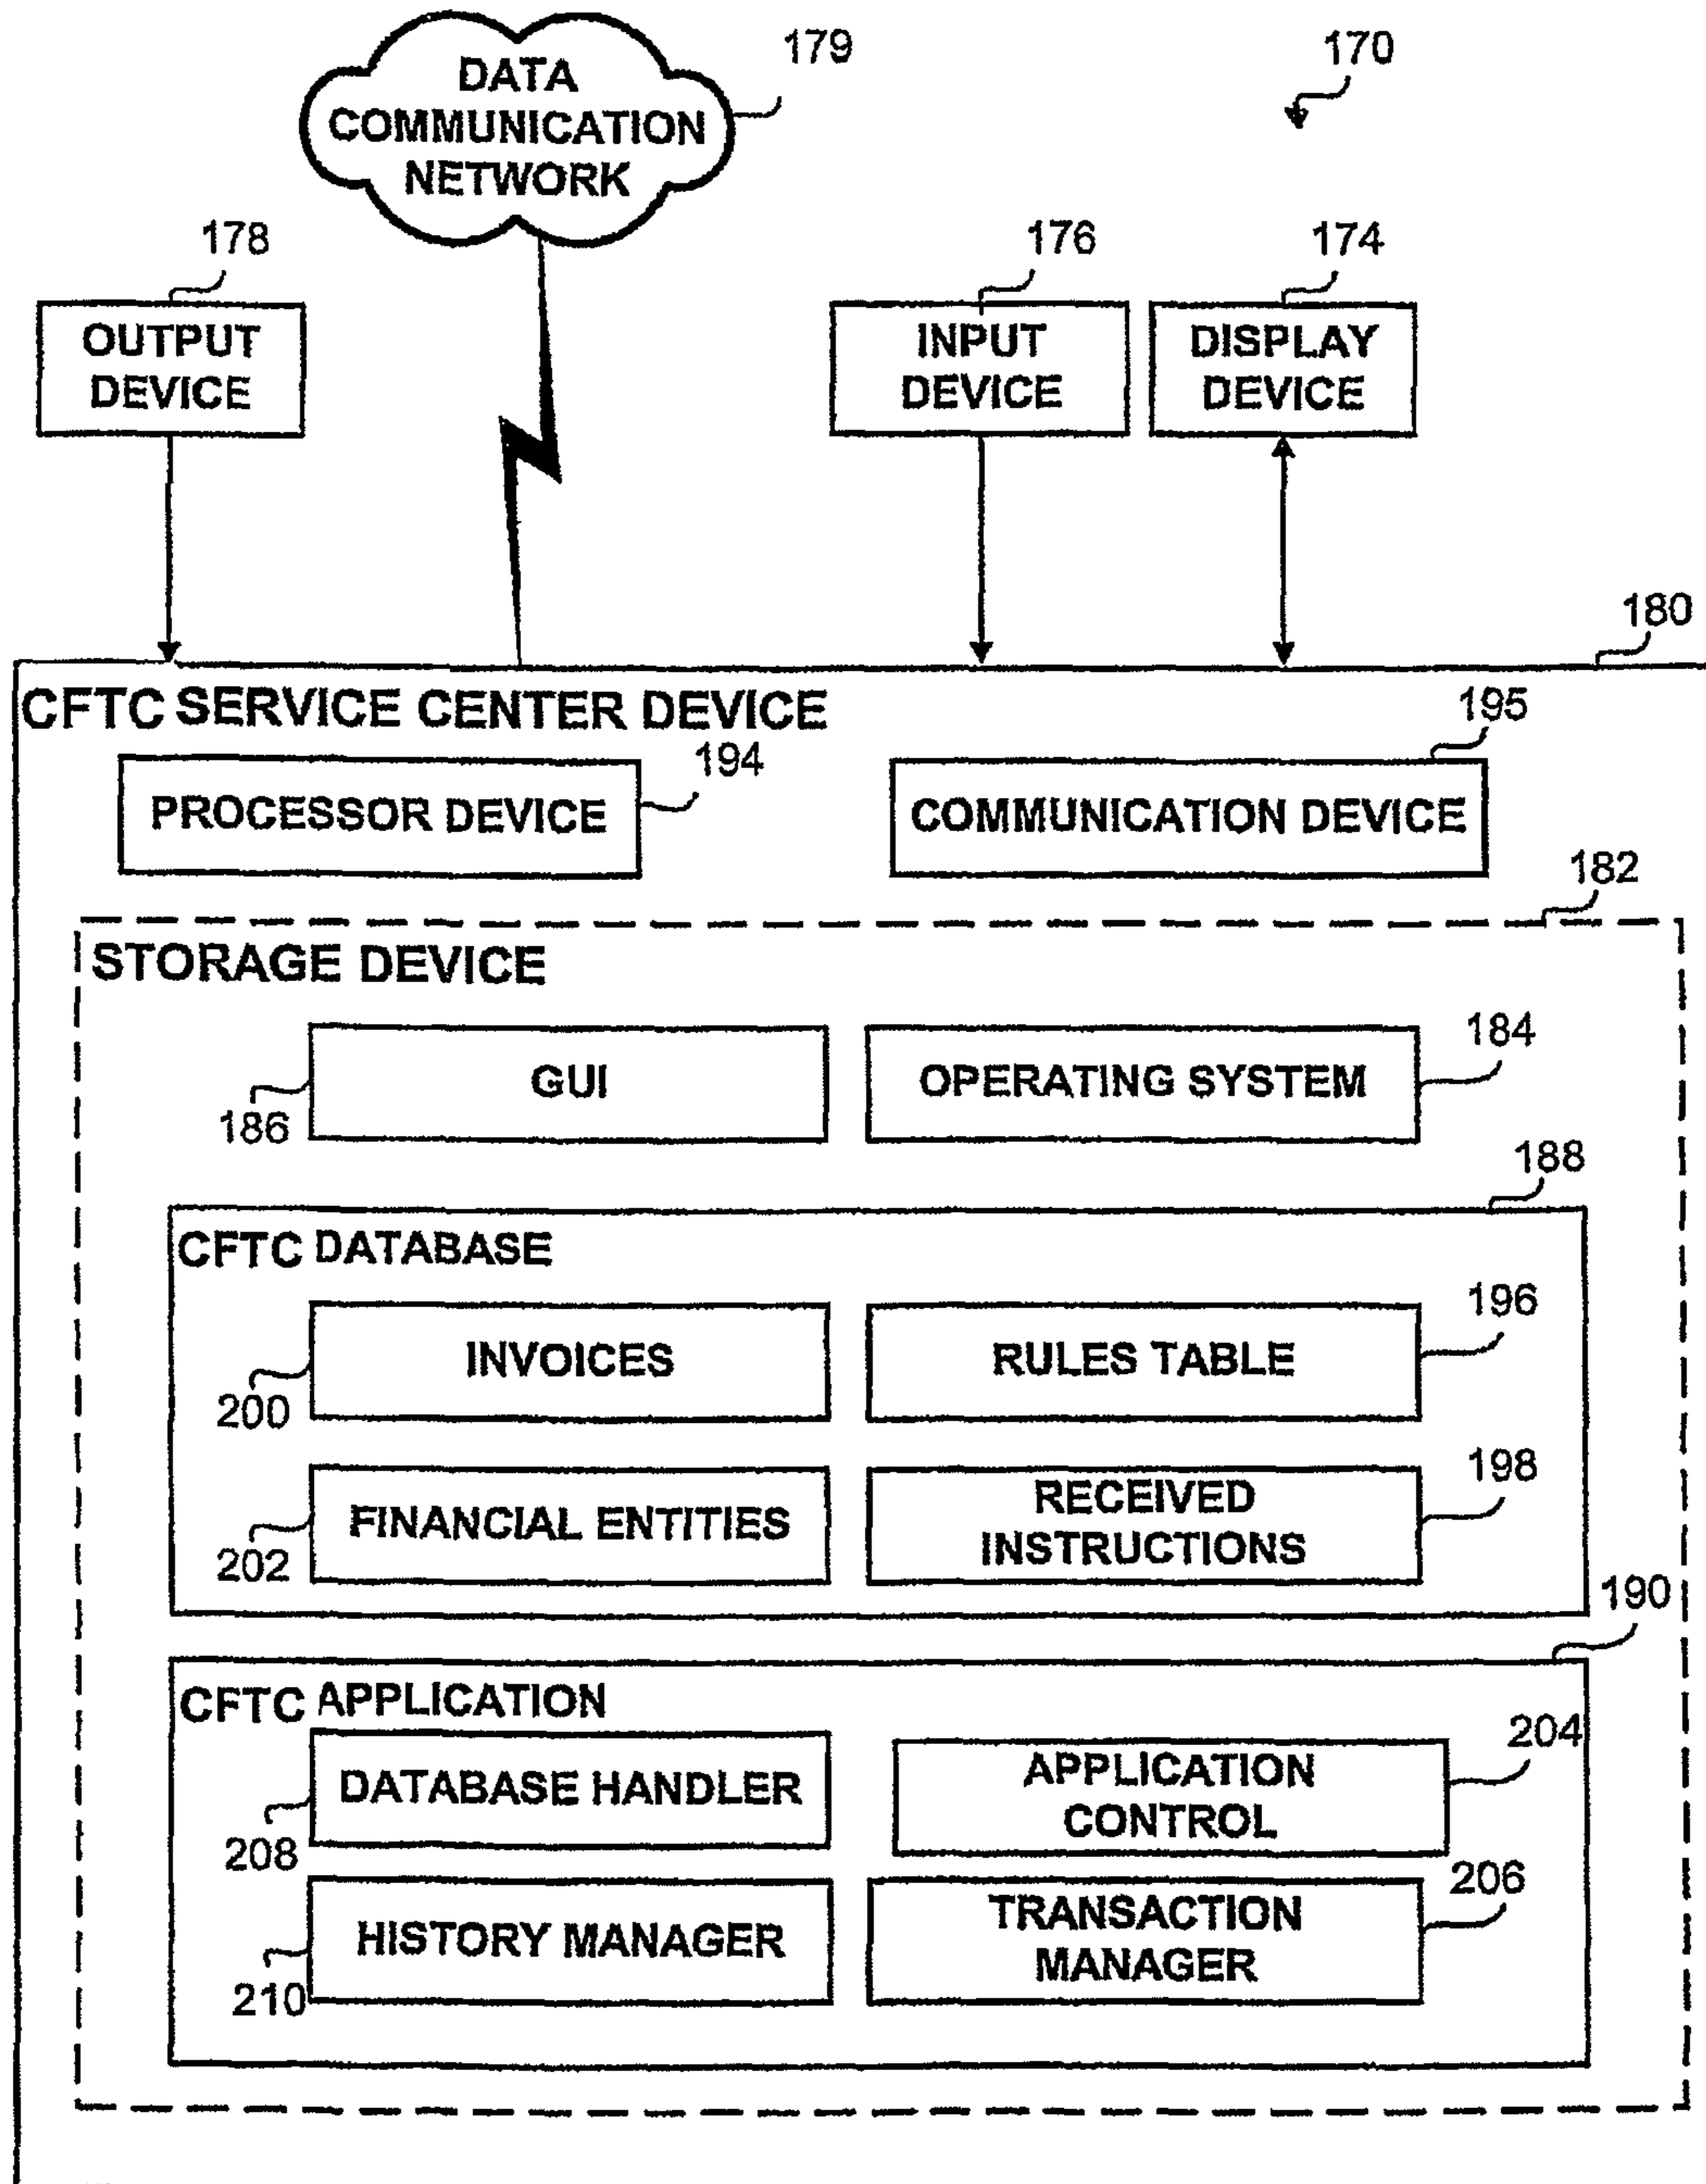 179
170
DATA
COMMUNICATION
NETWORK
178
176
174
OUTPUT
DEVICE
INPUT
DEVICE
DISPLAY
DEVICE
180
CFTC SERVICE CENTER DEVICE
195
194
PROCESSOR DEVICE
COMMUNICATION DEVICE
182
STORAGE DEVICE
184
GUI
OPERATING SYSTEM
186
188
CFTC DATABASE
196
INVOICES
RULES TABLE
200
198
FINANCIAL ENTITIES
RECEIVED
INSTRUCTIONS
202
190
CFTC APPLICATION
204
DATABASE HANDLER
APPLICATION
CONTROL
208
206
HISTORY MANAGER
TRANSACTION
MANAGER
210